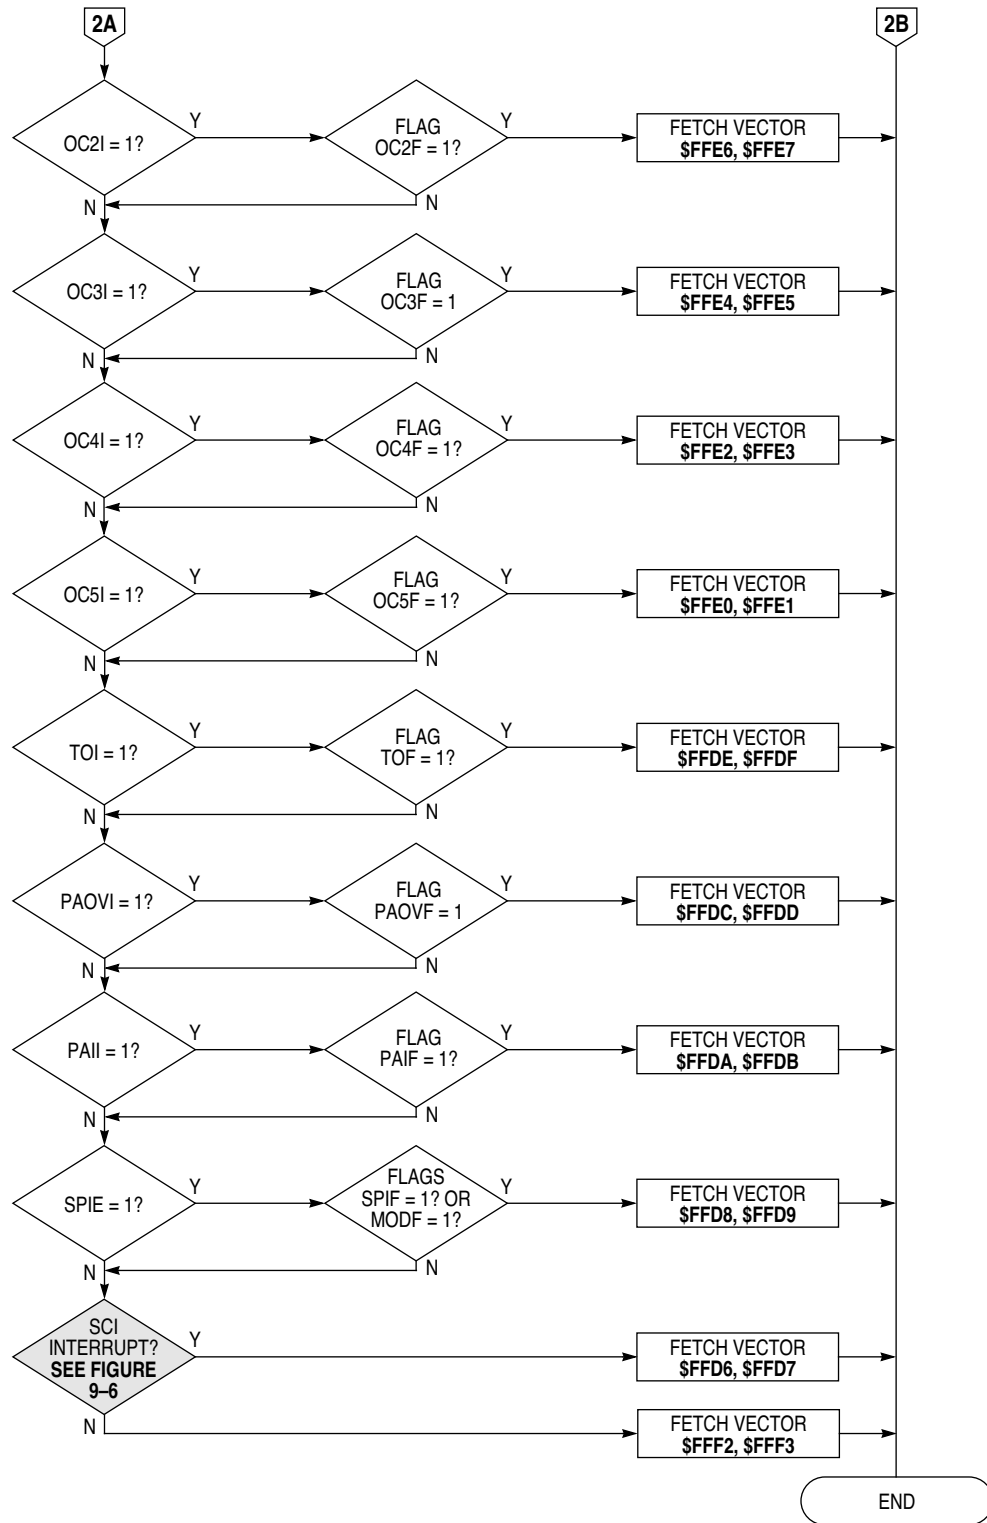 2A
2B
OC2I = 1?
Y
FLAG
OC2F = 1?
Y
FETCH VECTOR
$FFE6, $FFE7
N
N
OC3I = 1?
Y
FLAG
OC3F = 1
Y
FETCH VECTOR
$FFE4, $FFE5
N
N
OC4I = 1?
Y
FLAG
OC4F = 1?
Y
FETCH VECTOR
$FFE2, $FFE3
N
N
OC5I = 1?
Y
FLAG
OC5F = 1?
Y
FETCH VECTOR
$FFE0, $FFE1
N
N
TOI = 1?
Y
FLAG
TOF = 1?
Y
FETCH VECTOR
$FFDE, $FFDF
N
N
PAOVI = 1?
Y
FLAG
PAOVF = 1
Y
FETCH VECTOR
$FFDC, $FFDD
N
N
PAII = 1?
Y
FLAG
PAIF = 1?
Y
FETCH VECTOR
$FFDA, $FFDB
N
N
SPIE = 1?
Y
FLAGS
SPIF = 1? OR
MODF = 1?
Y
FETCH VECTOR
$FFD8, $FFD9
N
N
SCI
INTERRUPT?
SEE FIGURE
9–6
Y
FETCH VECTOR
$FFD6, $FFD7
N
FETCH VECTOR
$FFF2, $FFF3
END